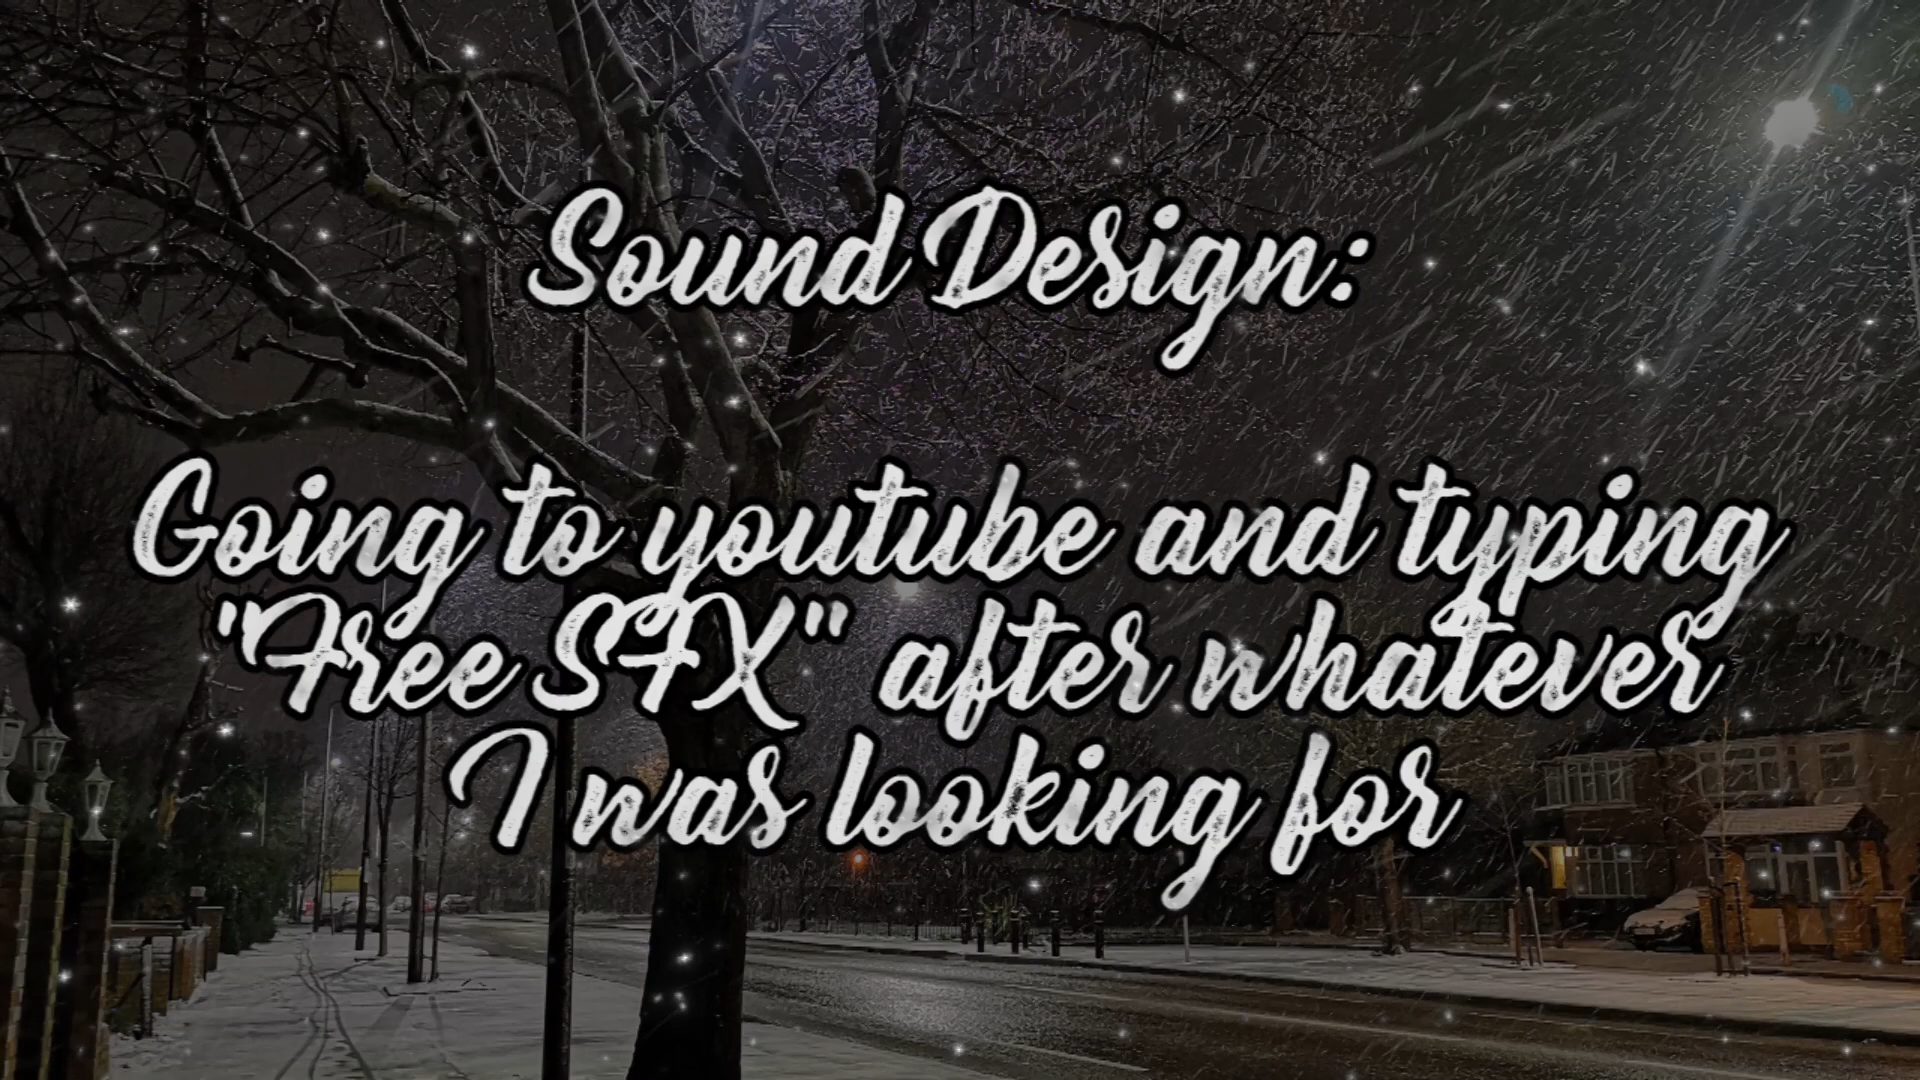 Sound Design:
Going to youtube and typing
"Free SFX" after whatever
I was looking for